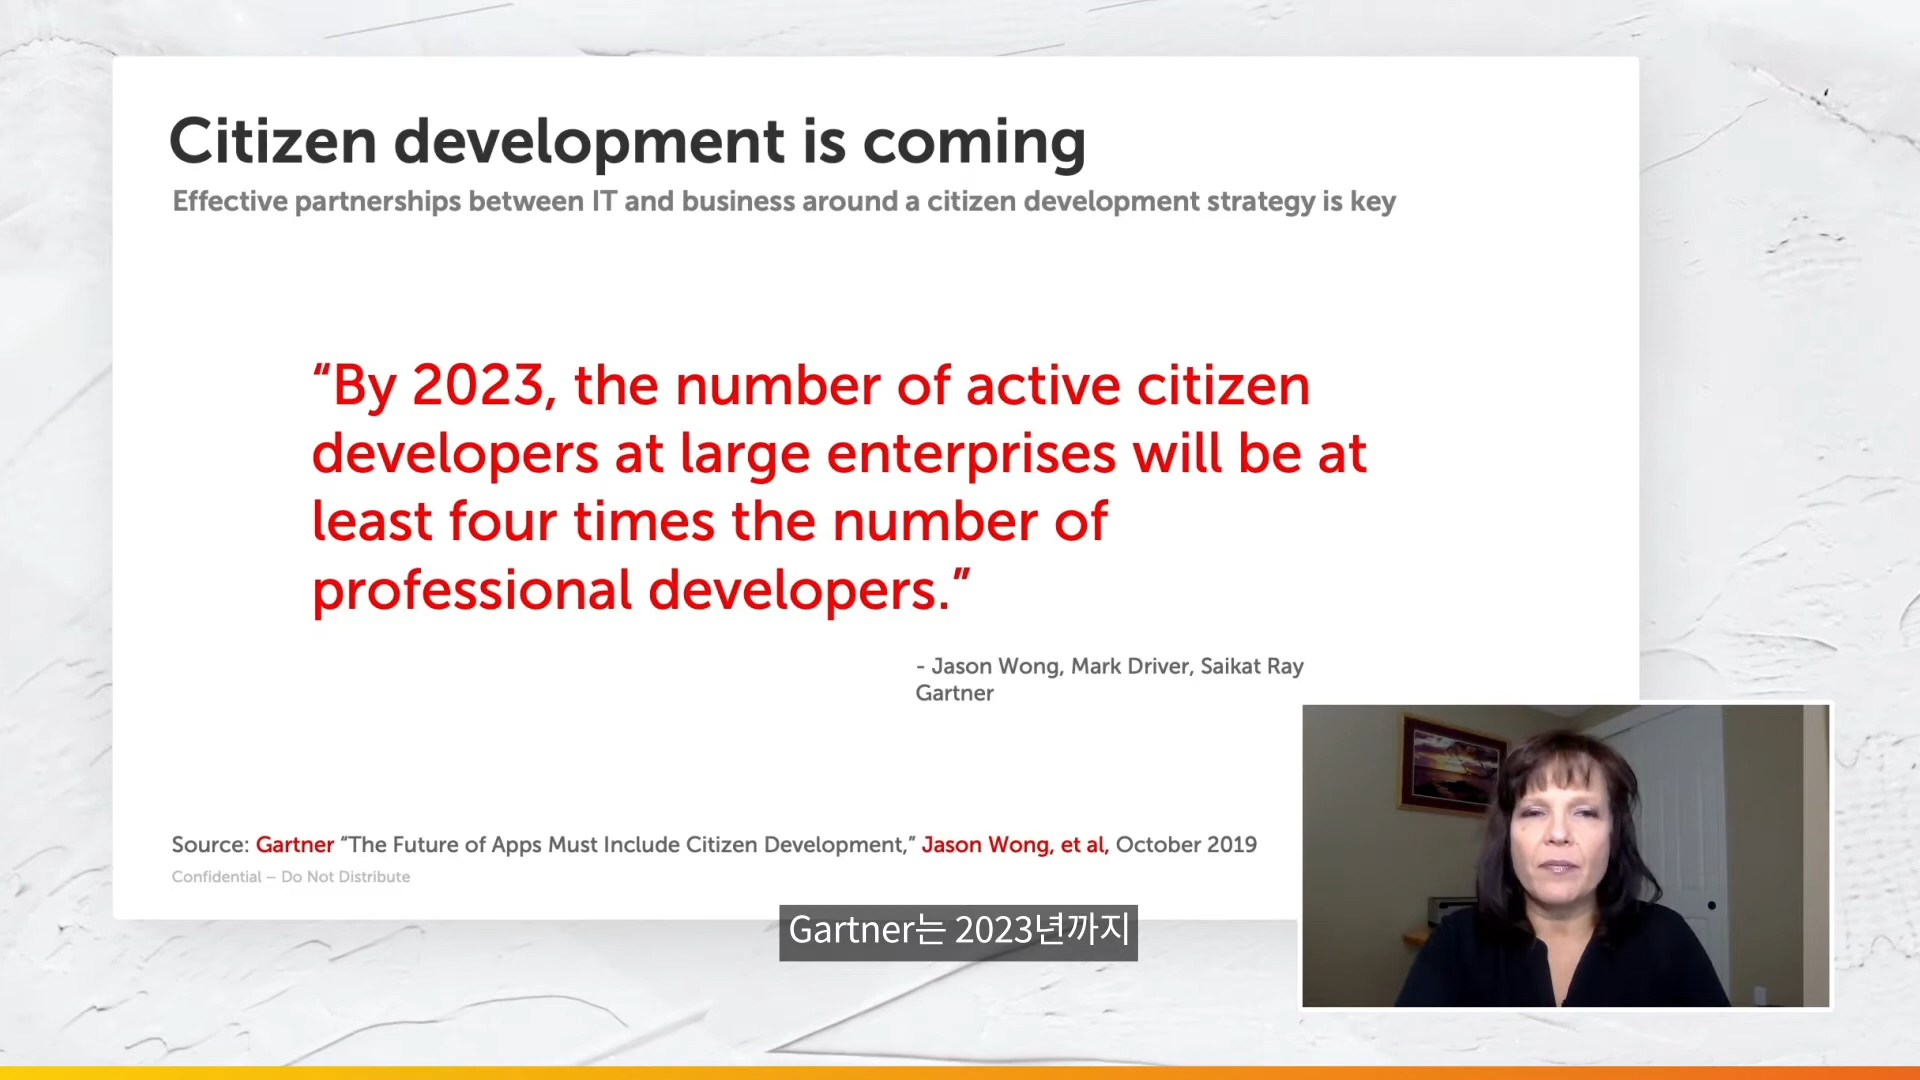 Citizen development is coming
Effective partnerships between IT and business around a citizen development strategy is key
“By 2023, the number of active citizen
developers at large enterprises will be at
least four times the number of
professional developers.”
- Jason Wong, Mark Driver, Saikat Ray
Gartner
Source: Gartner “The Future of Apps Must Include Citizen Development,” Jason Wong, et al, October 2019
Confidential – Do Not Distribute
Gartner는 2023년까지